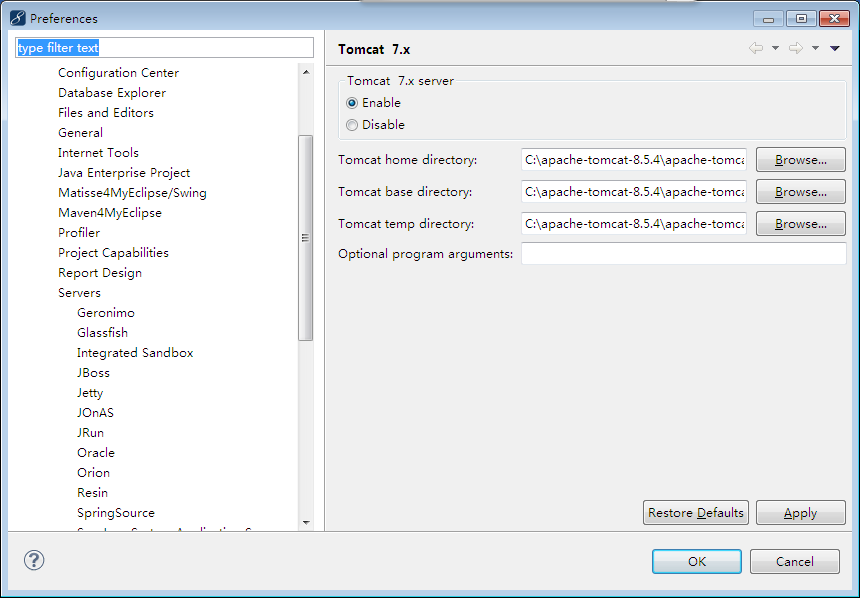 Preferences
type filter text
Configuration Center
Database Explorer
Files and Editors
General
Internet Tools
Java Enterprise Project
Matisse4MyEclipse/Swing
Maven4MyEclipse
Profiler
Project Capabilities
Report Design
Servers
Geronimo
Glassfish
Integrated Sandbox
JBoss
Jetty
JOnAS
JRun
Oracle
Orion
Resin
SpringSource
Tomcat 7.x
Tomcat 7.x server
Enable
Disable
Tomcat home directory: C:\apache-tomcat-8.5.4\apache-tomca Browse...
Tomcat base directory: C:\apache-tomcat-8.5.4\apache-tomca Browse...
Tomcat temp directory: C:\apache-tomcat-8.5.4\apache-tomca Browse...
Optional program arguments:
Restore Defaults Apply
OK Cancel